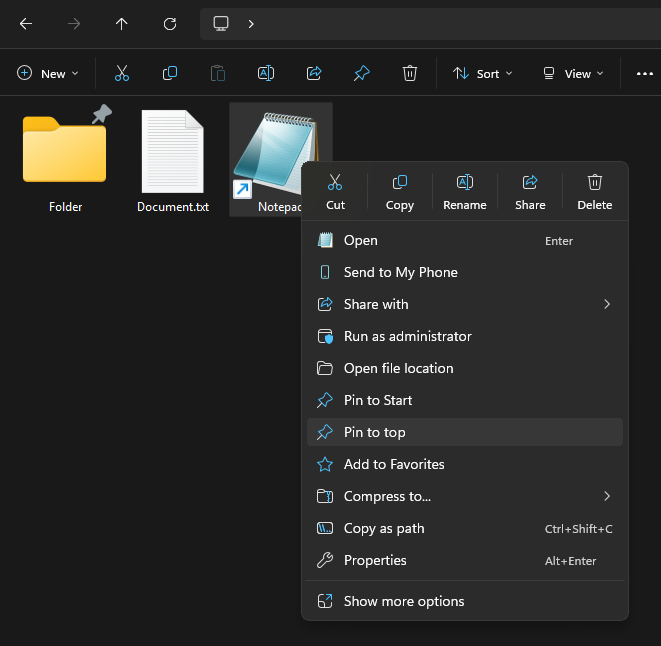 New
Sort
View
Folder
Document.txt
Cut
Copy
Rename
Share
Delete
Open Enter
Send to My Phone
Share with
Run as administrator
Open file location
Pin to Start
Pin to top
Add to Favorites
Compress to...
Copy as path Ctrl+Shift+C
Properties Alt+Enter
Show more options